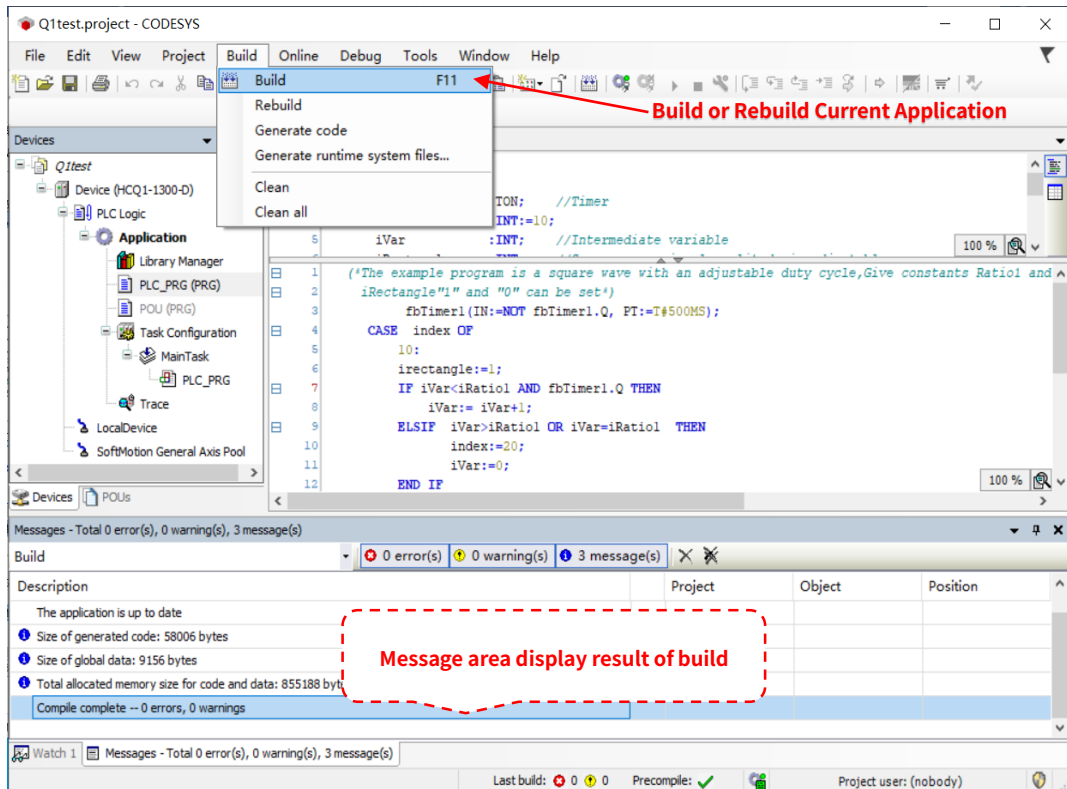 Q1test.project - CODESYS
File Edit View Project Build Online Debug Tools Window Help
Build F11
Rebuild
Generate code
Generate runtime system files...
Clean
Clean all
Build or Rebuild Current Application
Devices
Q1test
Device (HCQ1-1300-D)
PLC Logic
Application
Library Manager
PLC_PRG (PRG)
POU (PRG)
Task Configuration
MainTask
PLC_PRG
Trace
LocalDevice
SoftMotion General Axis Pool
Devices POUs
TON; //Timer
INT:=10;
5 iVar :INT; //Intermediate variable
100 %
1 (*The example program is a square wave with an adjustable duty cycle,Give constants Ratio1 and
2 iRectangle"1" and "0" can be set*)
3 fbTimer1(IN:=NOT fbTimer1.Q, PT:=T#500MS);
4 CASE index OF
5 10:
6 irectangle:=1;
7 IF iVar<iRatio1 AND fbTimer1.Q THEN
8 iVar:= iVar+1;
9 ELSIF iVar>iRatio1 OR iVar=iRatio1 THEN
10 index:=20;
11 iVar:=0;
12 END IF
100 %
Messages - Total 0 error(s), 0 warning(s), 3 message(s)
Build 0 error(s) 0 warning(s) 3 message(s)
Description Project Object Position
The application is up to date
Size of generated code: 58006 bytes
Size of global data: 9156 bytes
Total allocated memory size for code and data: 855188 byt
Compile complete -- 0 errors, 0 warnings
Message area display result of build
Watch 1 Messages - Total 0 error(s), 0 warning(s), 3 message(s)
Last build: 0 0 Precompile: Project user: (nobody)